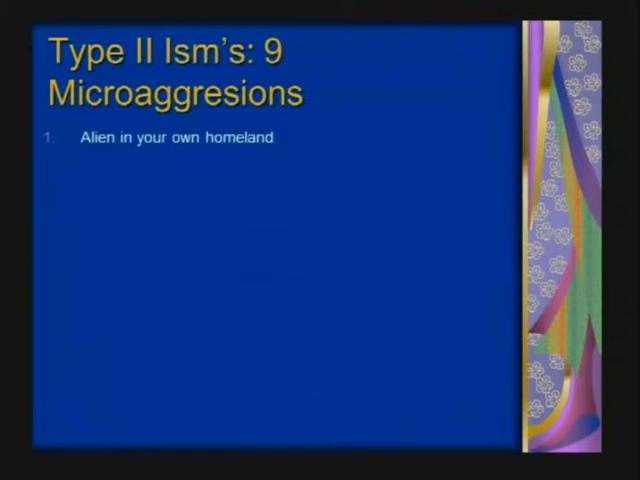 Type II Ism's: 9
Microaggresions
1. Alien in your own homeland